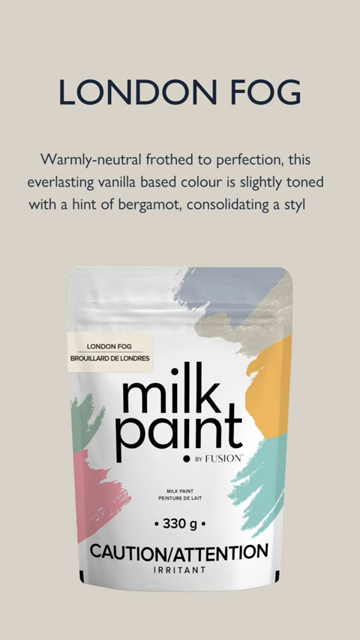 LONDON FOG
Warmly-neutral frothed to perfection, this
everlasting vanilla based colour is slightly toned
with a hint of bergamot, consolidating a styl
LONDON FOG
BROUILLARD DE LONDRES
milk
paint
BY FUSION™
MILK PAINT
PEINTURE DE LAIT
• 330 g •
CAUTION/ATTENTION
IRRITANT